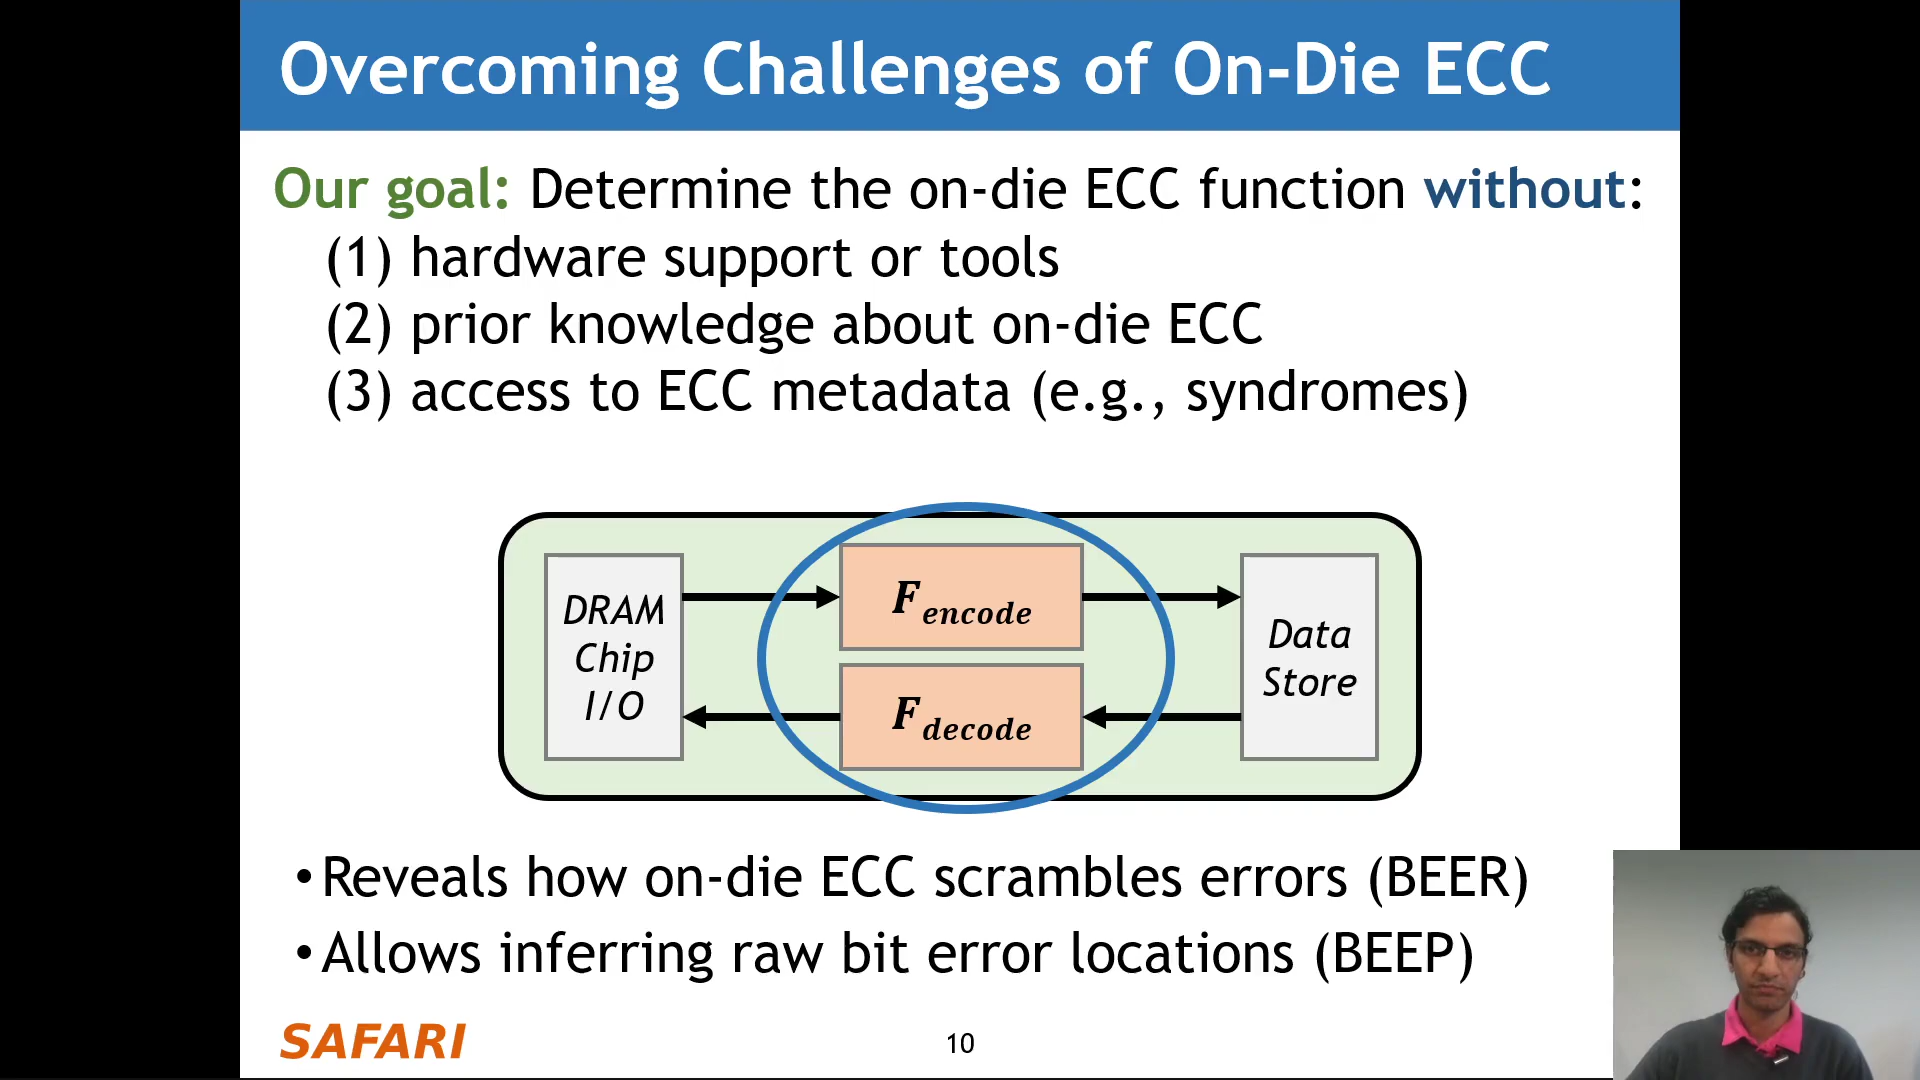 Overcoming Challenges of On-Die ECC
Our goal: Determine the on-die ECC function without:
(1) hardware support or tools
(2) prior knowledge about on-die ECC
(3) access to ECC metadata (e.g., syndromes)
DRAM
Chip
I/O
F encode
F decode
Data
Store
• Reveals how on-die ECC scrambles errors (BEER)
• Allows inferring raw bit error locations (BEEP)
SAFARI
10